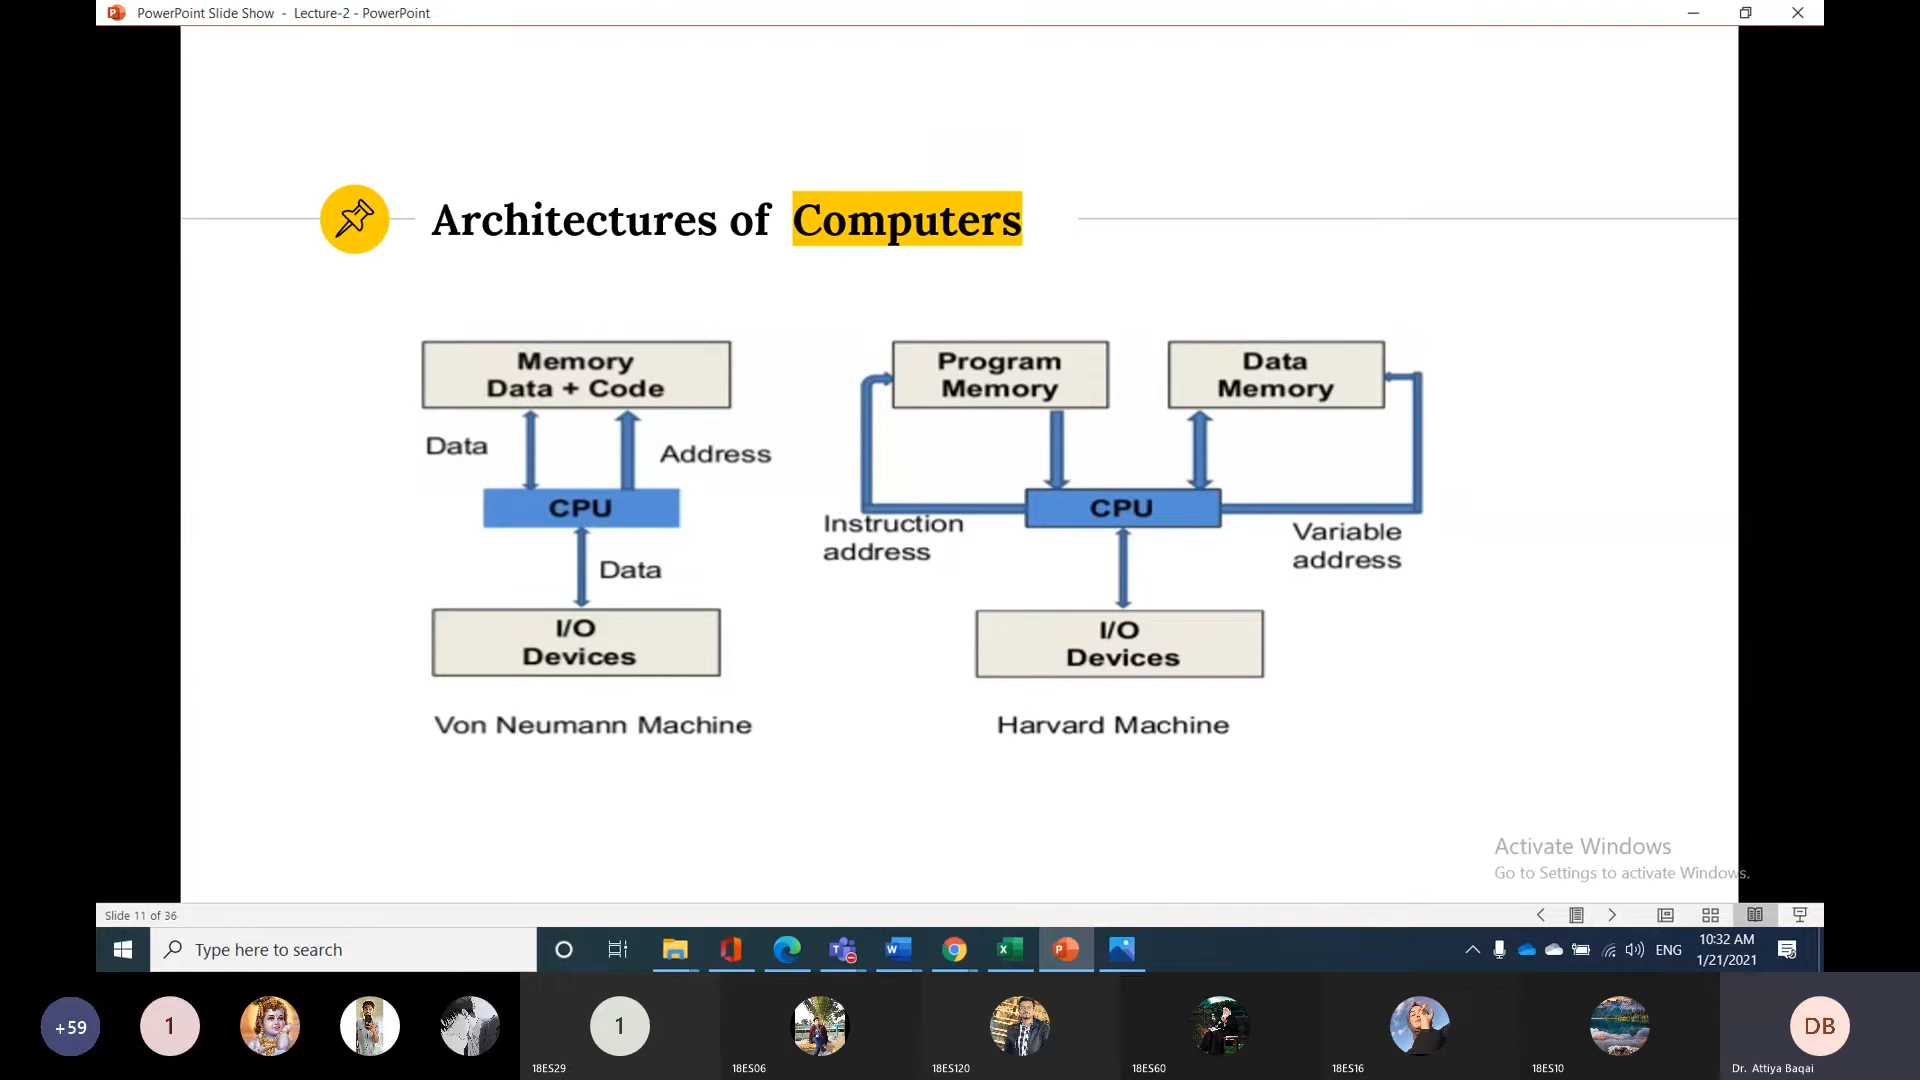 PowerPoint Slide Show - Lecture-2 - PowerPoint
Architectures of Computers
Memory
Data + Code
Data
Address
CPU
Data
I/O
Devices
Von Neumann Machine
Program
Memory
Data
Memory
CPU
Instruction
address
Variable
address
I/O
Devices
Harvard Machine
Activate Windows
Go to Settings to activate Windows.
Slide 11 of 36
Type here to search
ENG
10:32 AM
1/21/2021
+59
1
1
DB
18ES29
18ES06
18ES120
18ES60
18ES16
18ES10
Dr. Attiya Baqai